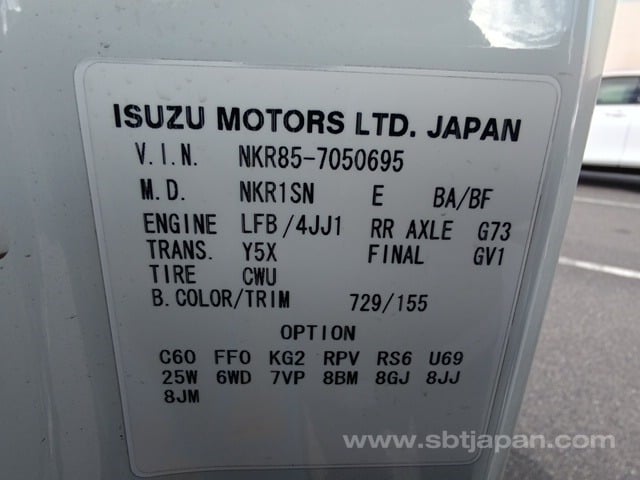 ISUZU MOTORS LTD. JAPAN
V.I.N. NKR85-7050695
M.D. NKR1SN E BA/BF
ENGINE LFB/4JJ1 RR AXLE G73
TRANS. Y5X FINAL GV1
TIRE CWU
B.COLOR/TRIM 729/155
OPTION
C60 FF0 KG2 RPV RS6 U69
25W 6WD 7VP 8BM 8GJ 8JJ
8JM
www.sbtjapan.com